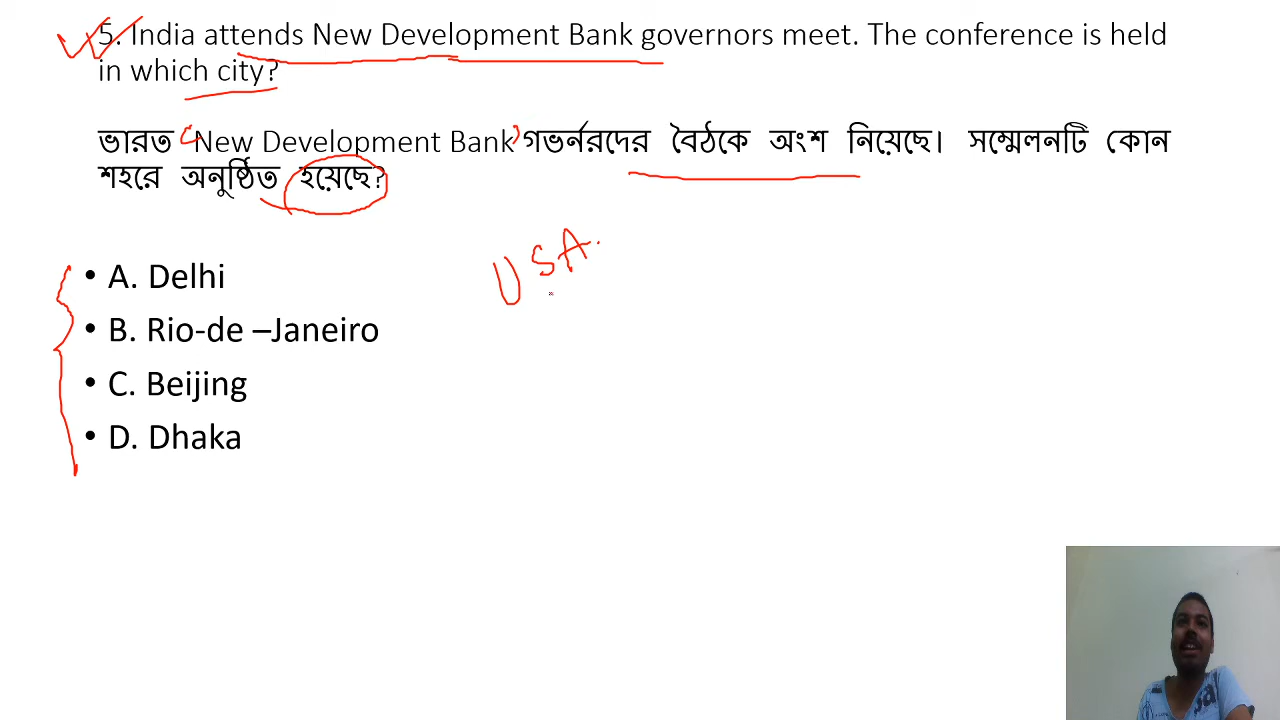 5. India attends New Development Bank governors meet. The conference is held
in which city?
ভারত (New Development Bank) গভর্নরদের বৈঠকে অংশ নিয়েছে। সম্মেলনটি কোন
শহরে অনুষ্ঠিত হয়েছে?
USA.
• A. Delhi
• B. Rio-de –Janeiro
• C. Beijing
• D. Dhaka